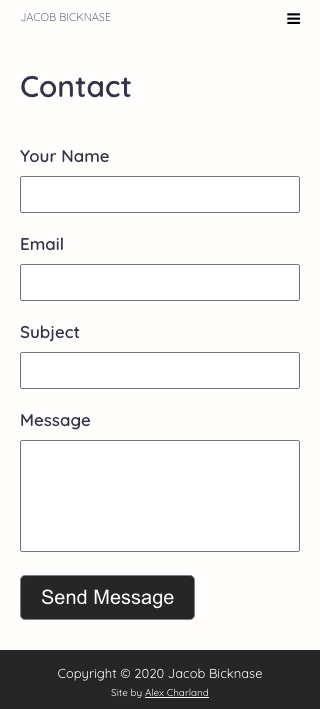 JACOB BICKNASE
Contact
Your Name
Email
Subject
Message
Send Message
Copyright © 2020 Jacob Bicknase
Site by Alex Charland